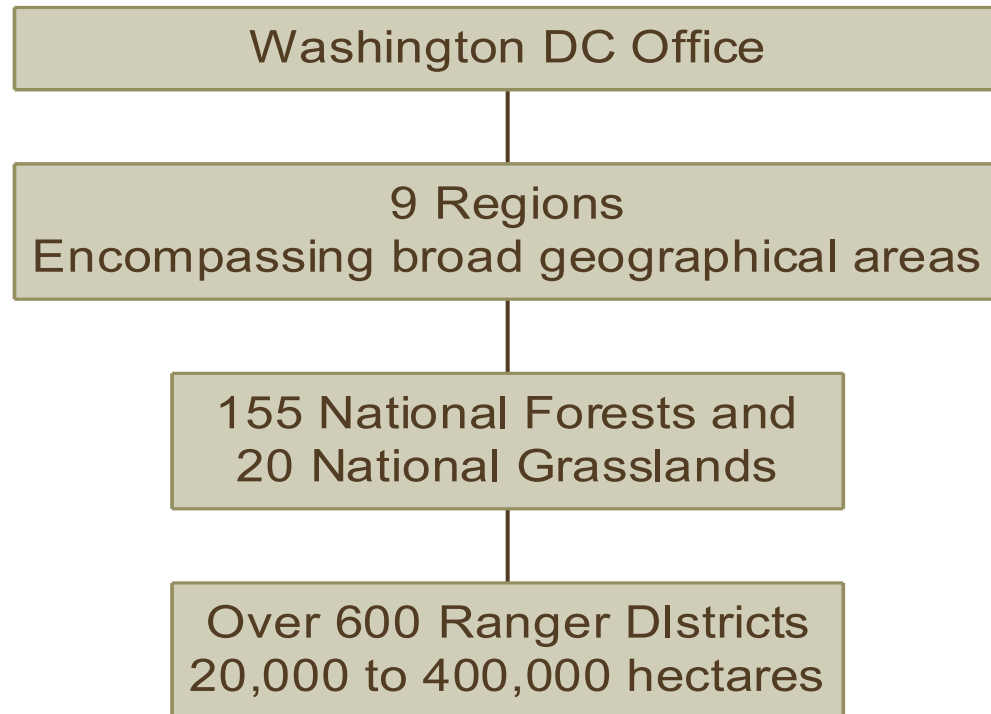 Washington DC Office
9 Regions
Encompassing broad geographical areas
155 National Forests and
20 National Grasslands
Over 600 Ranger DIstricts
20,000 to 400,000 hectares